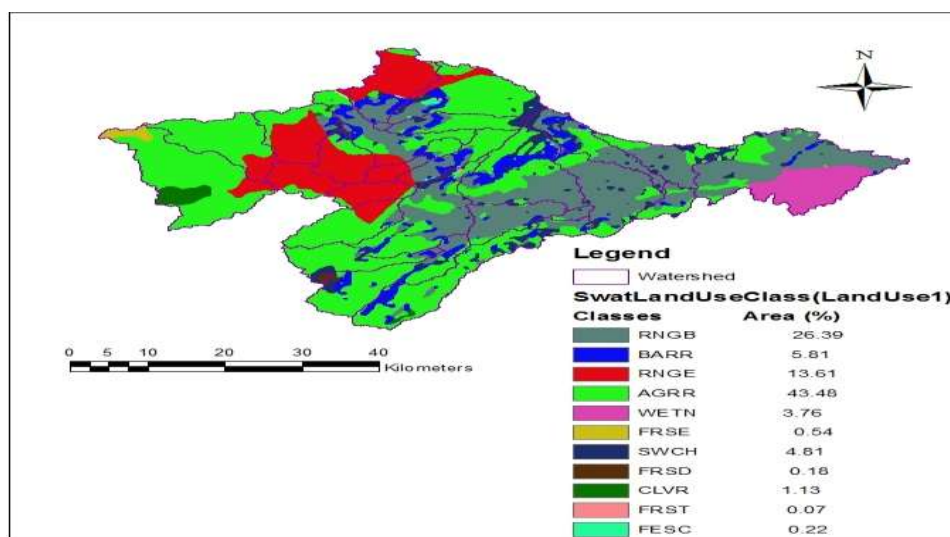 N
Legend
Watershed
SwatLandUseClass(LandUse1)
Classes Area (%)
RNGB 26.39
BARR 5.81
RNGE 13.61
AGRR 43.48
WETN 3.76
FRSE 0.54
SWCH 4.81
FRSD 0.18
CLVR 1.13
FRST 0.07
FESC 0.22
0 5 10 20 30 40
Kilometers